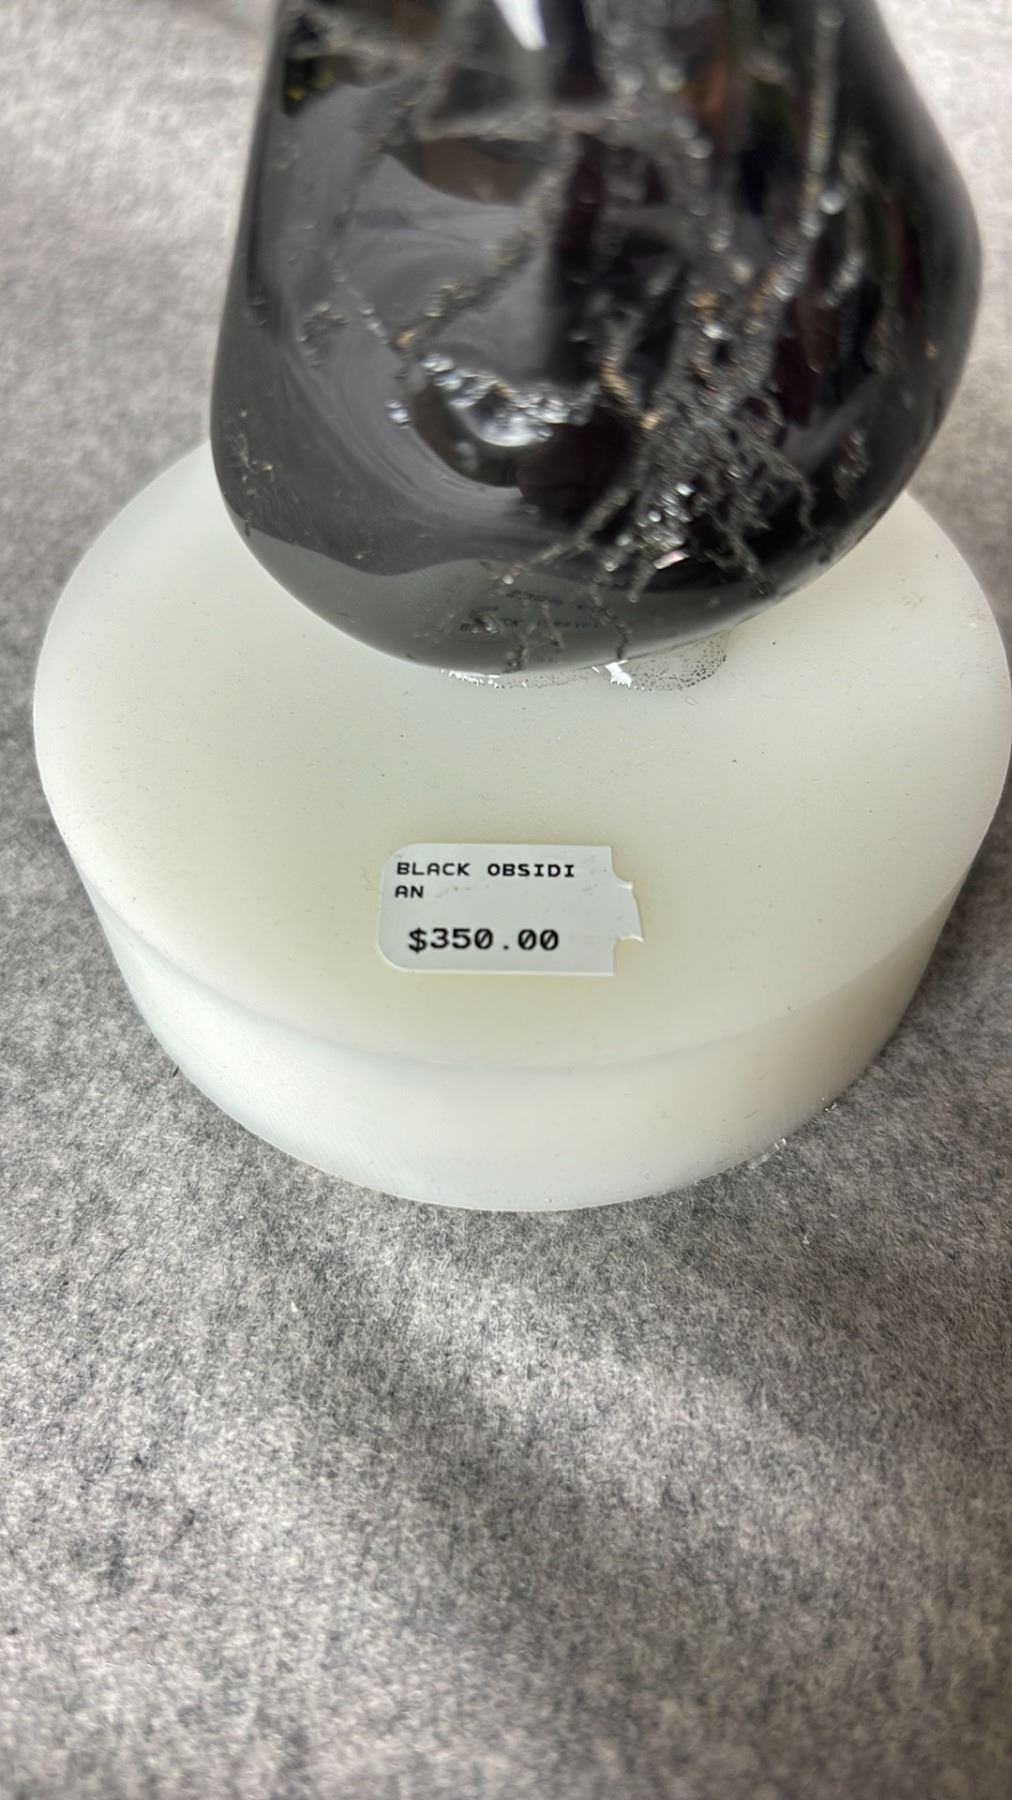 BLACK OBSIDI
AN
$350.00